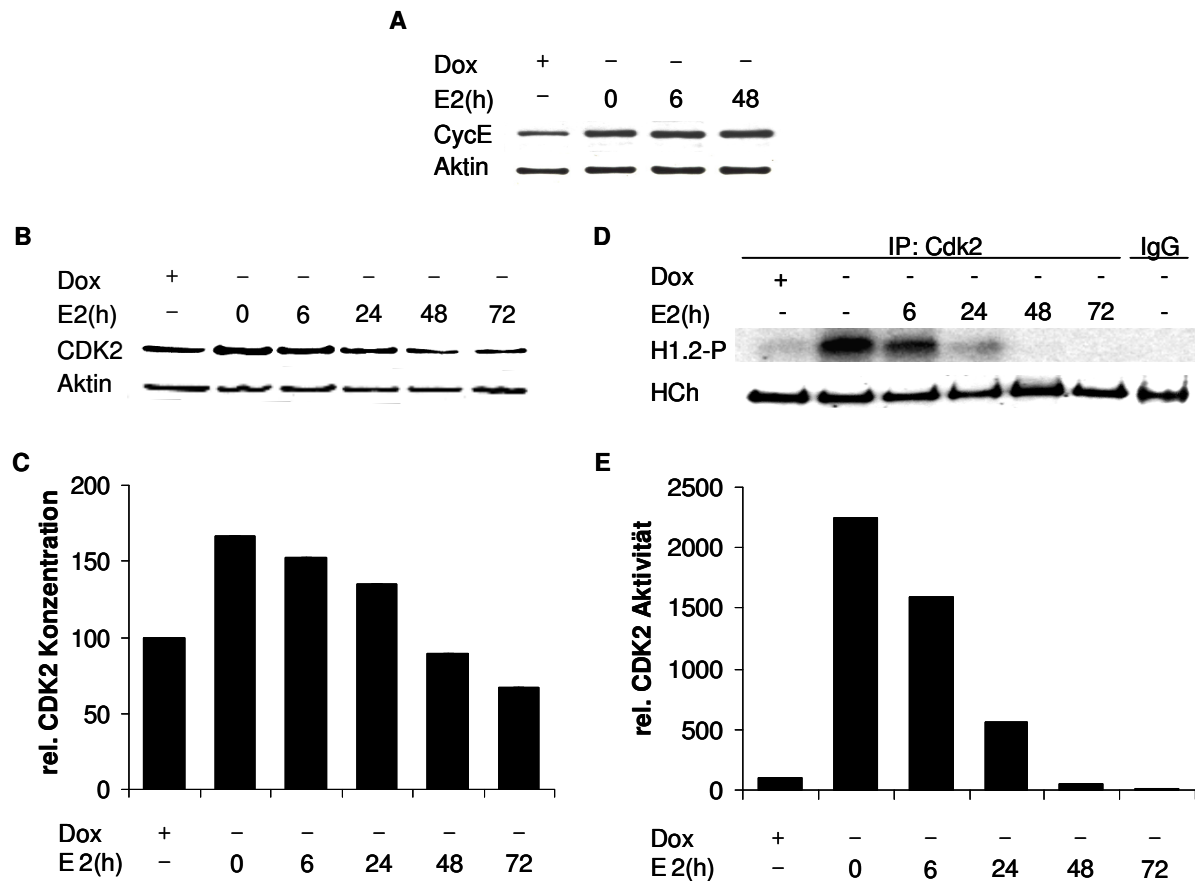 A
Dox + – – –
E2(h) – 0 6 48
CycE
Aktin
B
Dox + – – – – –
E2(h) – 0 6 24 48 72
CDK2
Aktin
C
rel. CDK2 Konzentration
200
150
100
50
0
Dox + – – – – –
E 2(h) – 0 6 24 48 72
D
IP: Cdk2 IgG
Dox + - - - - - -
E2(h) - - 6 24 48 72 -
H1.2-P
HCh
E
rel. CDK2 Aktivität
2500
2000
1500
1000
500
0
Dox + – – – – –
E 2(h) – 0 6 24 48 72